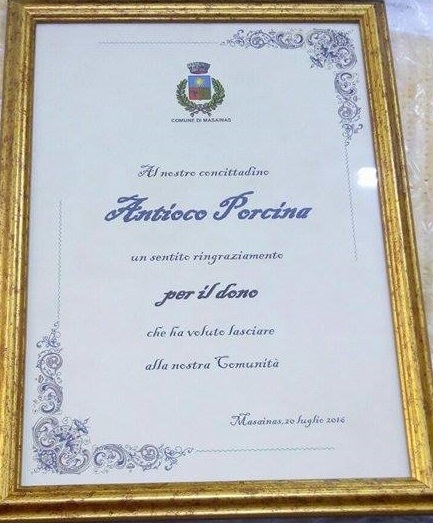 COMUNE DI MASAINAS
Al nostro concittadino
Antioco Porcina
un sentito ringraziamento
per il dono
che ha voluto lasciare
alla nostra Comunità
Masainas, 20 luglio 2016